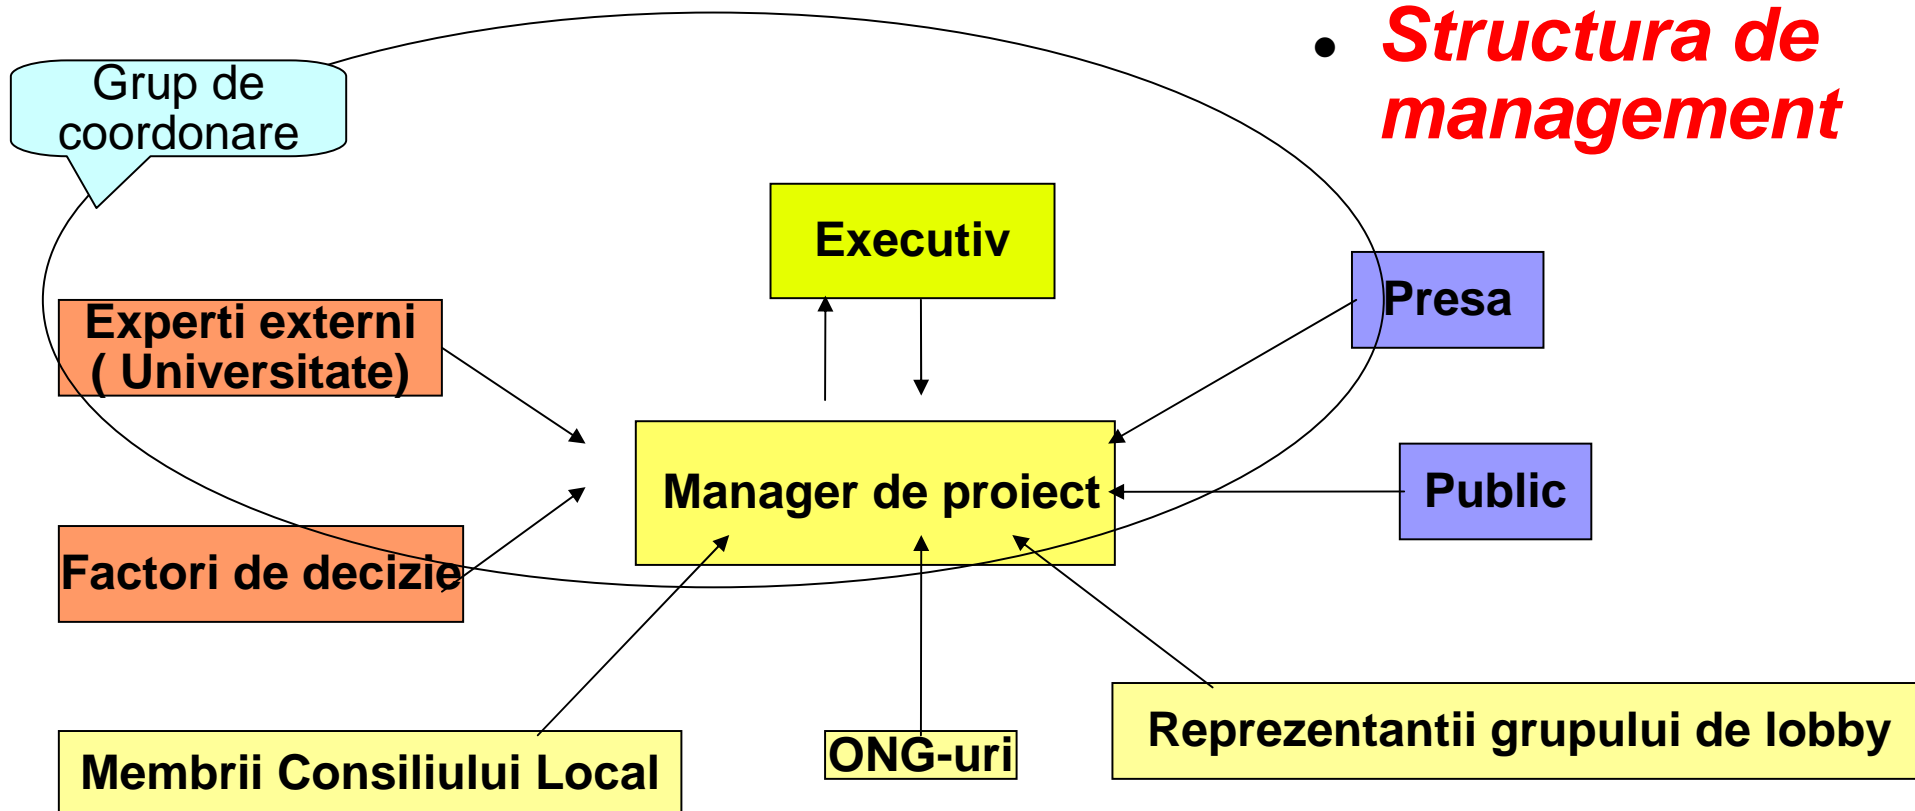 • Structura de
management
Grup de
coordonare
Executiv
Presa
Experti externi
( Universitate)
Manager de proiect
Public
Factori de decizie
Reprezentantii grupului de lobby
ONG-uri
Membrii Consiliului Local